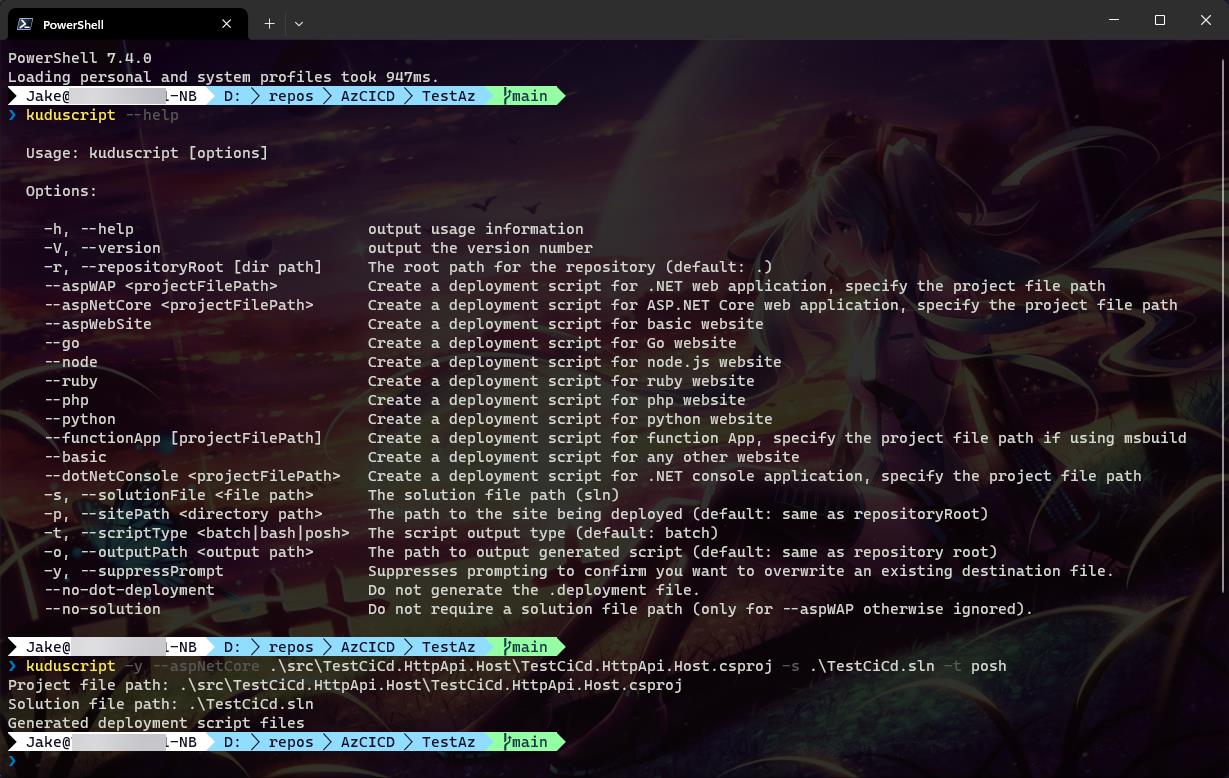 PowerShell
PowerShell 7.4.0
Loading personal and system profiles took 947ms.
Jake@ -NB D: repos AzCICD TestAz main
❯ kuduscript --help
Usage: kuduscript [options]
Options:
-h, --help output usage information
-V, --version output the version number
-r, --repositoryRoot [dir path] The root path for the repository (default: .)
--aspWAP <projectFilePath> Create a deployment script for .NET web application, specify the project file path
--aspNetCore <projectFilePath> Create a deployment script for ASP.NET Core web application, specify the project file path
--aspWebSite Create a deployment script for basic website
--go Create a deployment script for Go website
--node Create a deployment script for node.js website
--ruby Create a deployment script for ruby website
--php Create a deployment script for php website
--python Create a deployment script for python website
--functionApp [projectFilePath] Create a deployment script for function App, specify the project file path if using msbuild
--basic Create a deployment script for any other website
--dotNetConsole <projectFilePath> Create a deployment script for .NET console application, specify the project file path
-s, --solutionFile <file path> The solution file path (sln)
-p, --sitePath <directory path> The path to the site being deployed (default: same as repositoryRoot)
-t, --scriptType <batch|bash|posh> The script output type (default: batch)
-o, --outputPath <output path> The path to output generated script (default: same as repository root)
-y, --suppressPrompt Suppresses prompting to confirm you want to overwrite an existing destination file.
--no-dot-deployment Do not generate the .deployment file.
--no-solution Do not require a solution file path (only for --aspWAP otherwise ignored).
Jake@ -NB D: repos AzCICD TestAz main
❯ kuduscript -y --aspNetCore .\src\TestCiCd.HttpApi.Host\TestCiCd.HttpApi.Host.csproj -s .\TestCiCd.sln -t posh
Project file path: .\src\TestCiCd.HttpApi.Host\TestCiCd.HttpApi.Host.csproj
Solution file path: .\TestCiCd.sln
Generated deployment script files
Jake@ -NB D: repos AzCICD TestAz main
❯